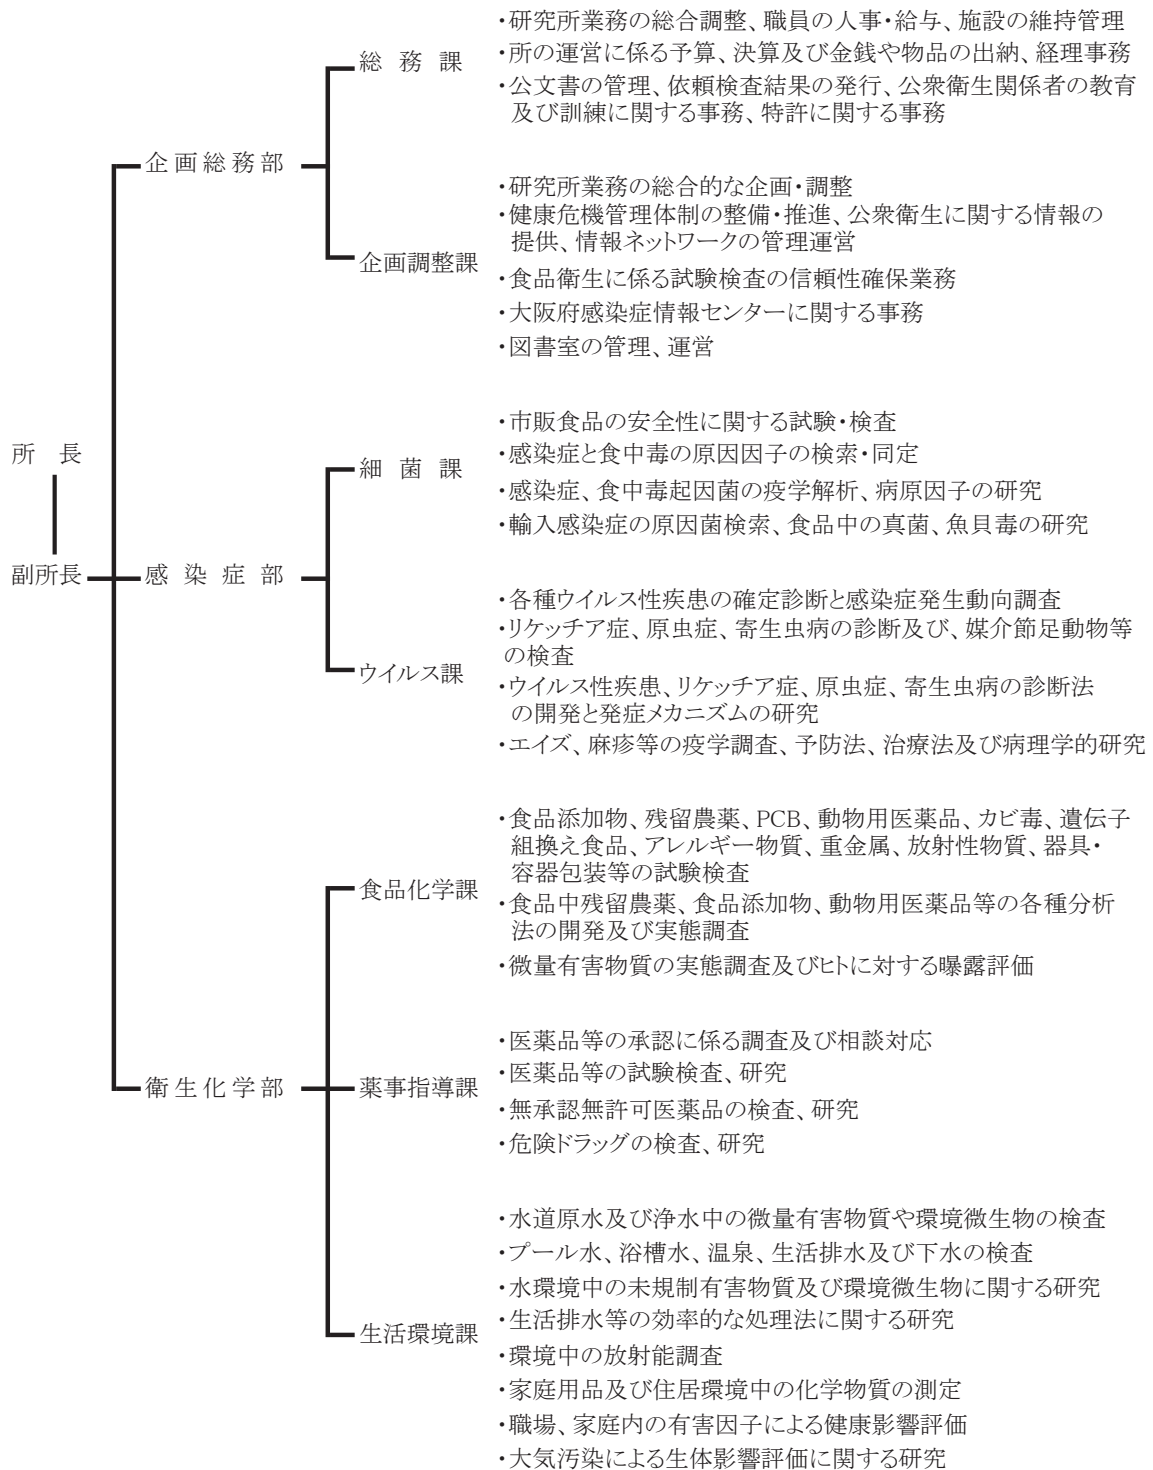 所　長
副所長
企画総務部
総　務　課
・研究所業務の総合調整、職員の人事・給与、施設の維持管理
・所の運営に係る予算、決算及び金銭や物品の出納、経理事務
・公文書の管理、依頼検査結果の発行、公衆衛生関係者の教育
及び訓練に関する事務、特許に関する事務
企画調整課
・研究所業務の総合的な企画・調整
・健康危機管理体制の整備・推進、公衆衛生に関する情報の
提供、情報ネットワークの管理運営
・食品衛生に係る試験検査の信頼性確保業務
・大阪府感染症情報センターに関する事務
・図書室の管理、運営
感　染　症　部
細　菌　課
・市販食品の安全性に関する試験・検査
・感染症と食中毒の原因因子の検索・同定
・感染症、食中毒起因菌の疫学解析、病原因子の研究
・輸入感染症の原因菌検索、食品中の真菌、魚貝毒の研究
ウイルス課
・各種ウイルス性疾患の確定診断と感染症発生動向調査
・リケッチア症、原虫症、寄生虫病の診断及び、媒介節足動物等
の検査
・ウイルス性疾患、リケッチア症、原虫症、寄生虫病の診断法
の開発と発症メカニズムの研究
・エイズ、麻疹等の疫学調査、予防法、治療法及び病理学的研究
衛生化学部
食品化学課
・食品添加物、残留農薬、PCB、動物用医薬品、カビ毒、遺伝子
組換え食品、アレルギー物質、重金属、放射性物質、器具・
容器包装等の試験検査
・食品中残留農薬、食品添加物、動物用医薬品等の各種分析
法の開発及び実態調査
・微量有害物質の実態調査及びヒトに対する曝露評価
薬事指導課
・医薬品等の承認に係る調査及び相談対応
・医薬品等の試験検査、研究
・無承認無許可医薬品の検査、研究
・危険ドラッグの検査、研究
生活環境課
・水道原水及び浄水中の微量有害物質や環境微生物の検査
・プール水、浴槽水、温泉、生活排水及び下水の検査
・水環境中の未規制有害物質及び環境微生物に関する研究
・生活排水等の効率的な処理法に関する研究
・環境中の放射能調査
・家庭用品及び住居環境中の化学物質の測定
・職場、家庭内の有害因子による健康影響評価
・大気汚染による生体影響評価に関する研究